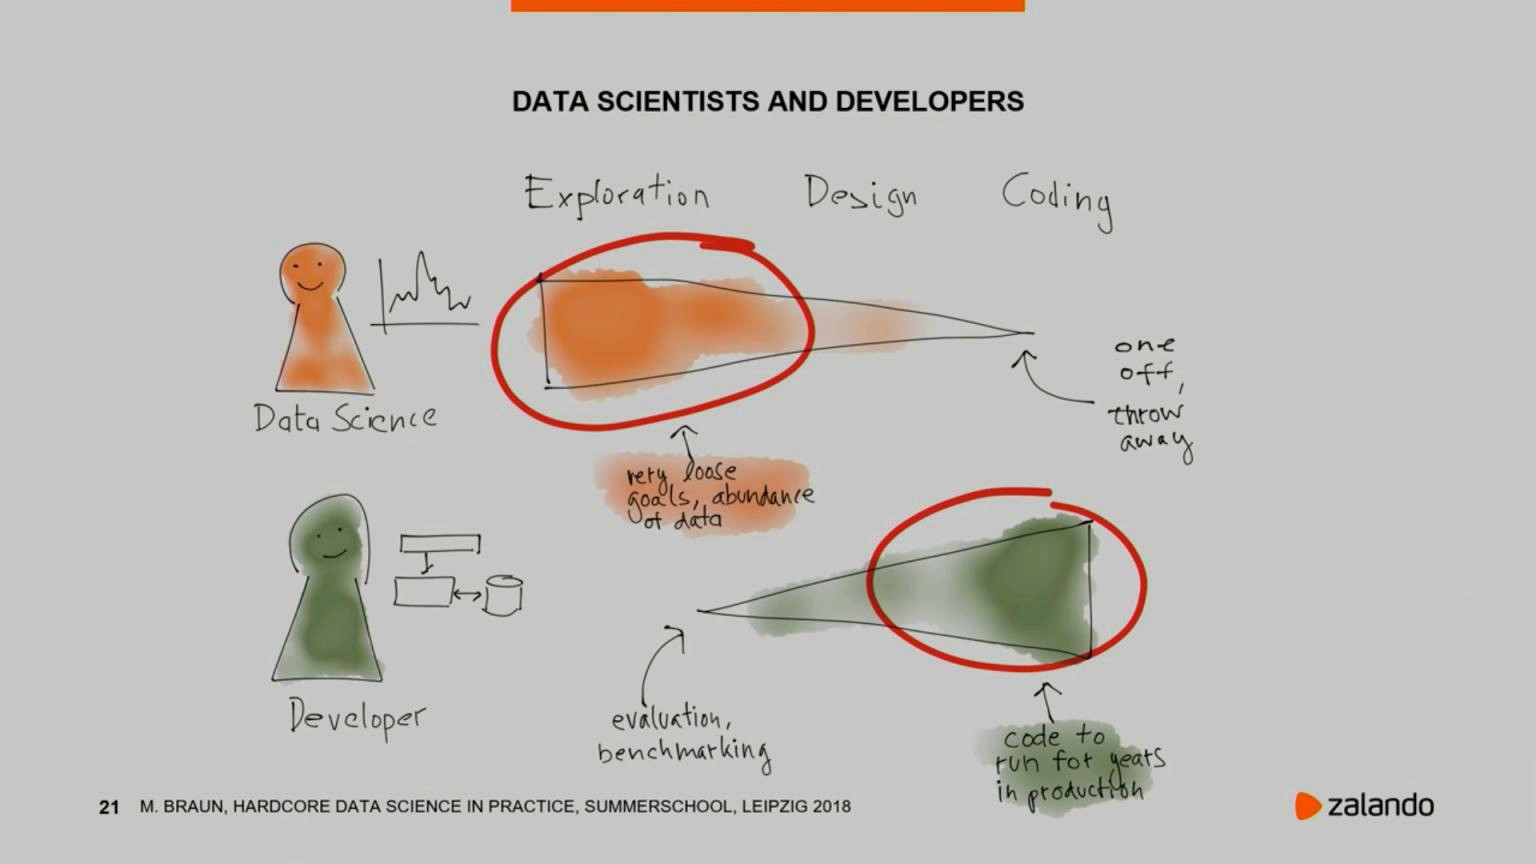 DATA SCIENTISTS AND DEVELOPERS
Exploration Design Coding
Data Science
one
off,
throw
away
very loose
goals, abundance
of data
Developer
evaluation,
benchmarking
code to
run for years
in production
21 M. BRAUN, HARDCORE DATA SCIENCE IN PRACTICE, SUMMERSCHOOL, LEIPZIG 2018
zalando